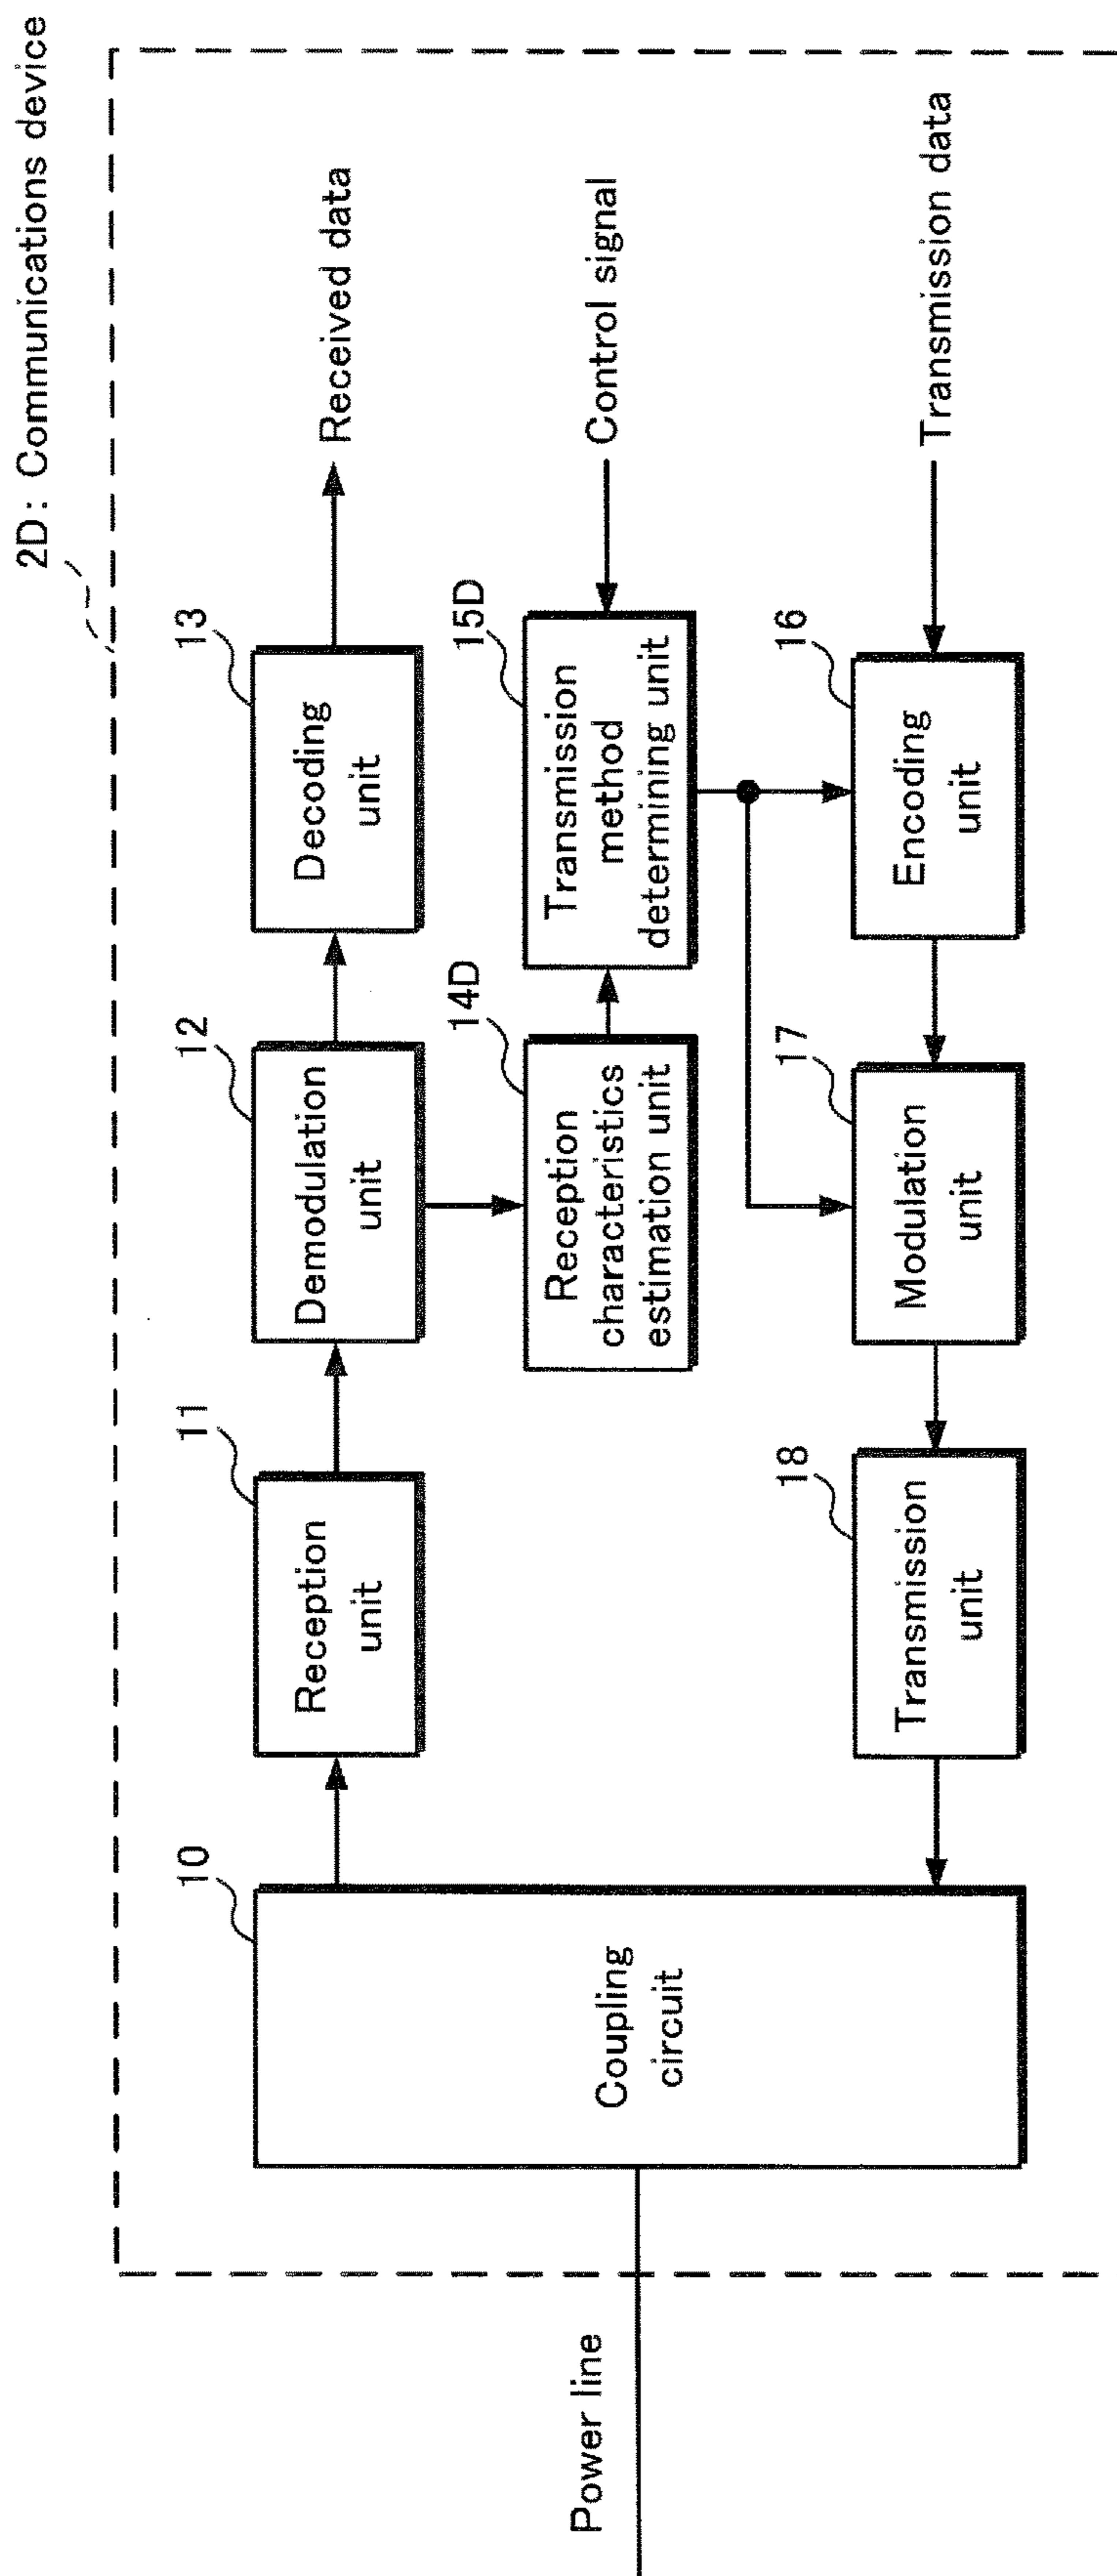 2D: Communications device
Power line
10
Coupling
circuit
11
Reception
unit
12
Demodulation
unit
13
Decoding
unit
Received data
14D
Reception
characteristics
estimation unit
15D
Transmission
method
determining unit
Control signal
18
Transmission
unit
17
Modulation
unit
16
Encoding
unit
Transmission data